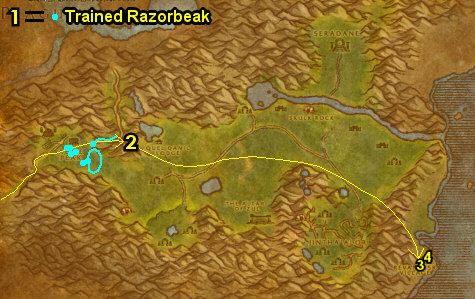 1 Trained Razorbeak
SERADANE
SKULK ROCK
2
QUEL'DANIL
LODGE
THE ALTAR
OF ZUL
JINTHA'ALOR
4
3